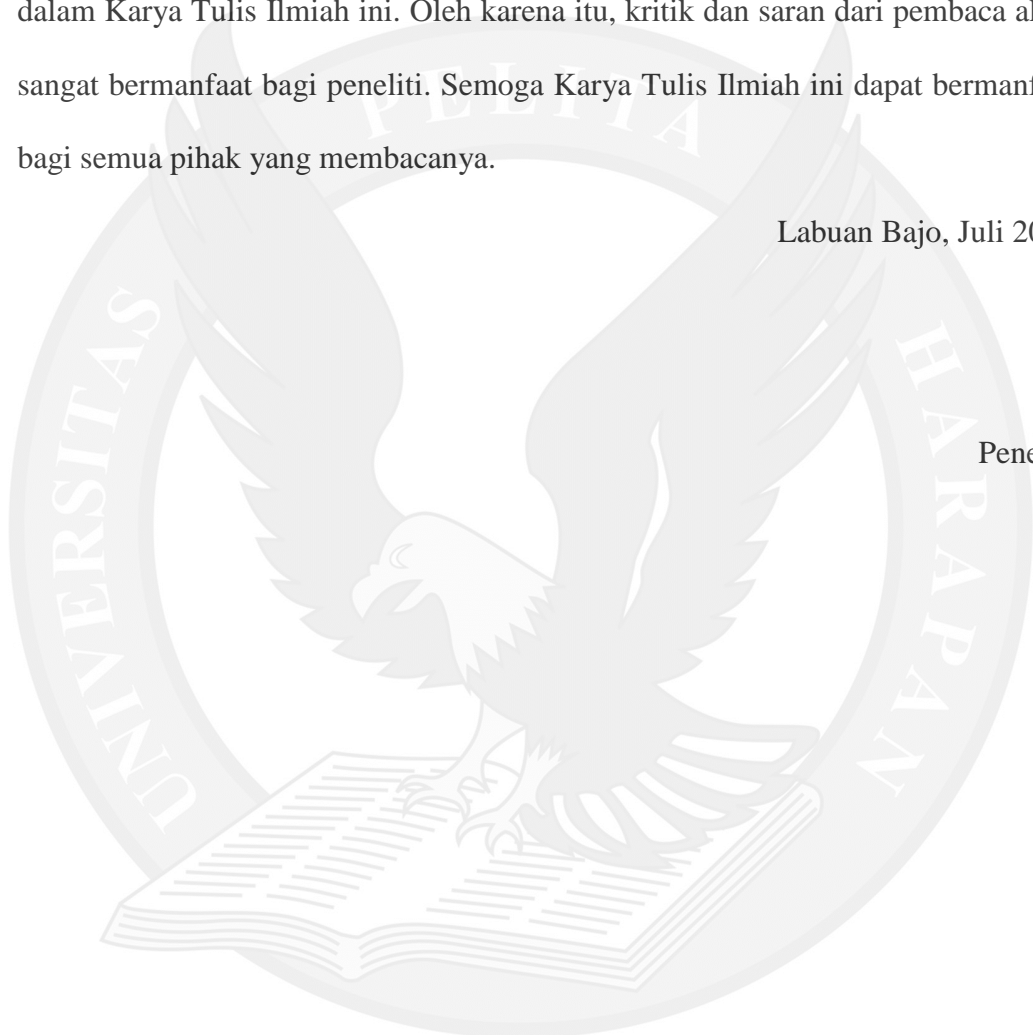 dalam Karya Tulis Ilmiah ini. Oleh karena itu, kritik dan saran dari pembaca
sangat bermanfaat bagi peneliti. Semoga Karya Tulis Ilmiah ini dapat
bagi semua pihak yang membacanya.
Labuan Bajo, Juli
UNIVERSITAS PELITA HARAPAN